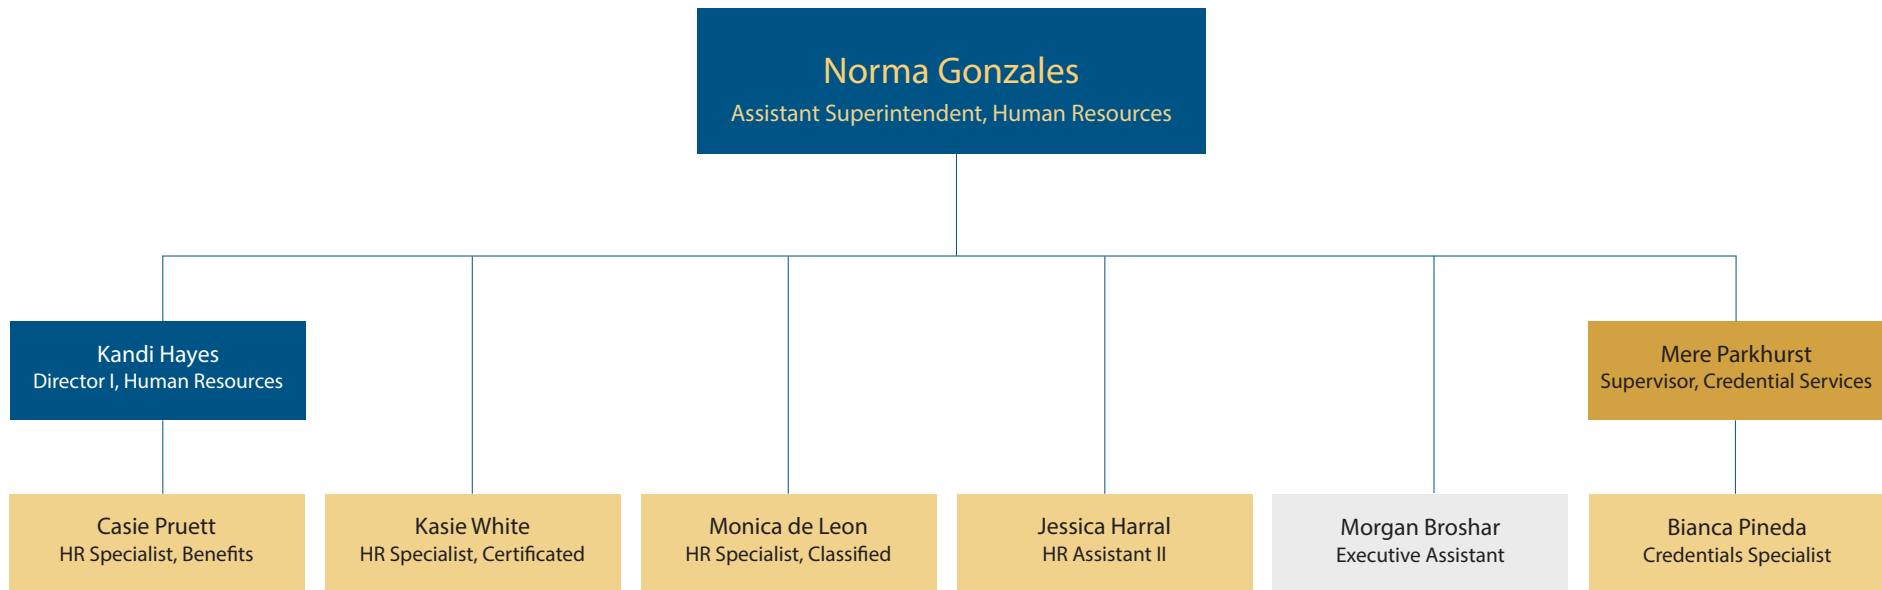 Norma Gonzales
Assistant Superintendent, Human Resources
Kandi Hayes
Director I, Human Resources
Mere Parkhurst
Supervisor, Credential Services
Casie Pruett
HR Specialist, Benefits
Kasie White
HR Specialist, Certificated
Monica de Leon
HR Specialist, Classified
Jessica Harral
HR Assistant II
Morgan Broshar
Executive Assistant
Bianca Pineda
Credentials Specialist